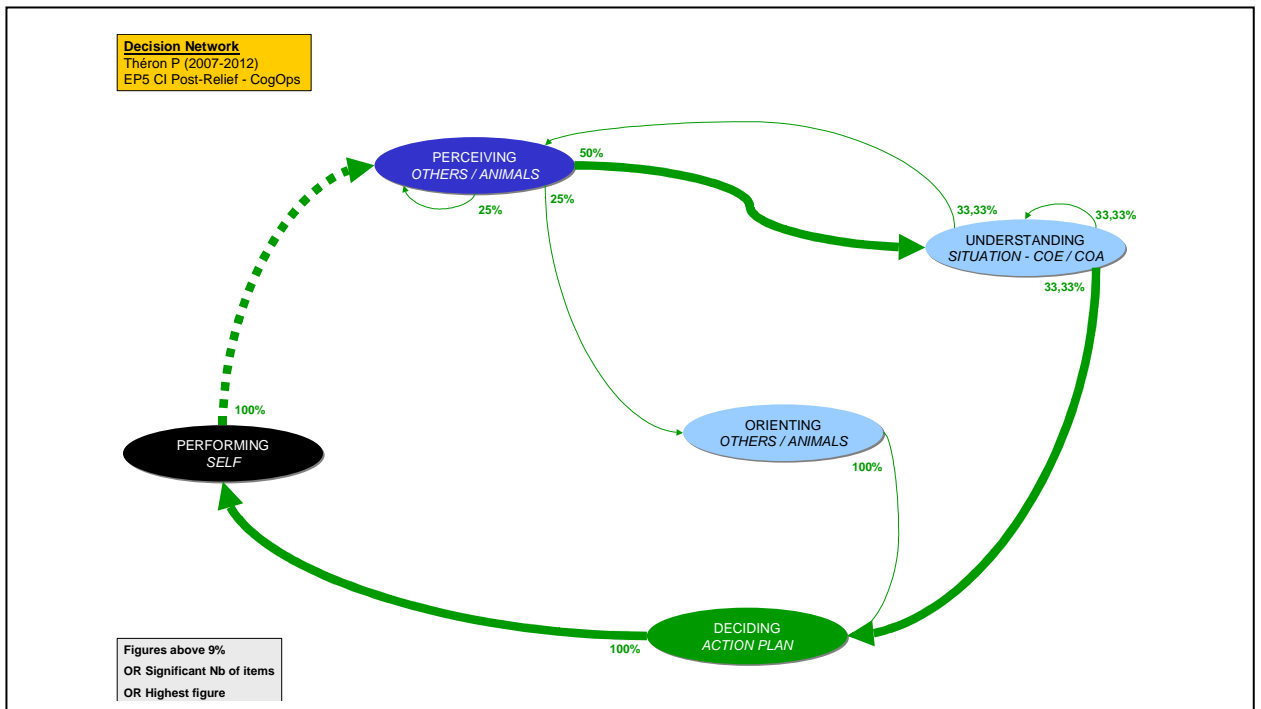 Decision Network
Théron P (2007-2012)
EP5 CI Post-Relief - CogOps
PERCEIVING
OTHERS / ANIMALS
50%
25%
25%
33,33%
33,33%
UNDERSTANDING
SITUATION - COE / COA
33,33%
100%
PERFORMING
SELF
ORIENTING
OTHERS / ANIMALS
100%
DECIDING
ACTION PLAN
100%
Figures above 9%
OR Significant Nb of items
OR Highest figure